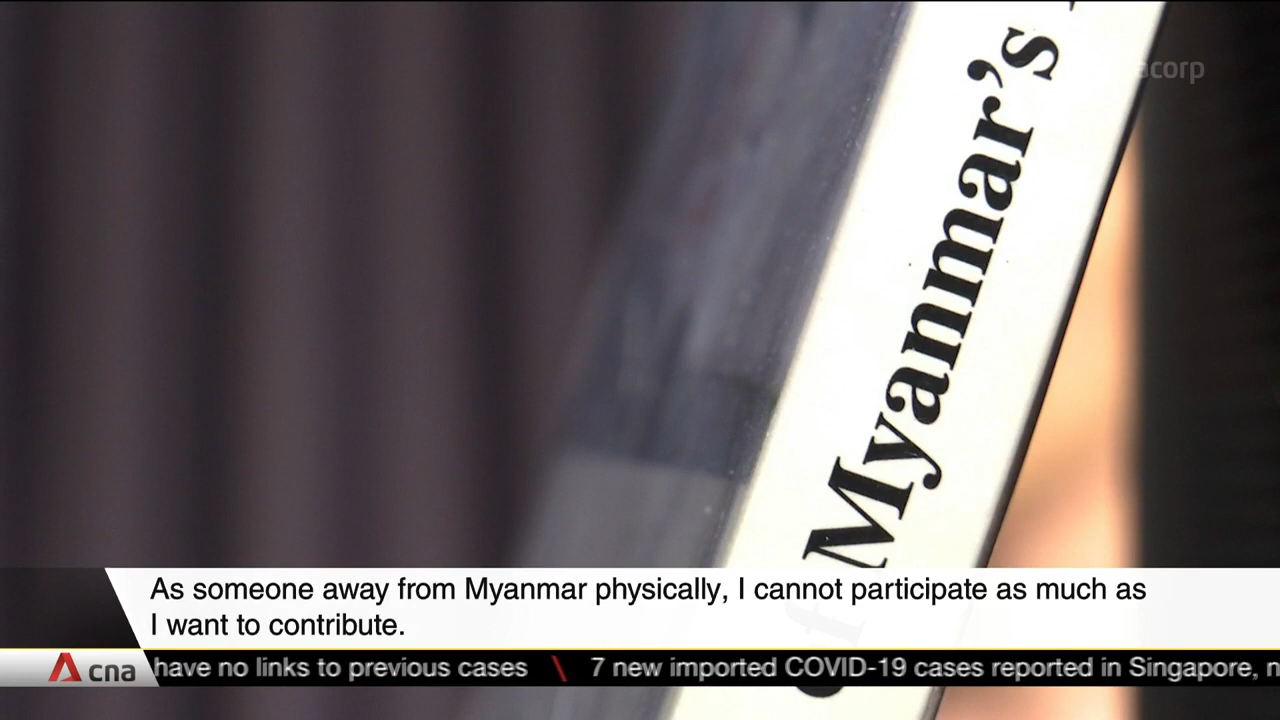 acorp
Myanmar's
As someone away from Myanmar physically, I cannot participate as much as
I want to contribute.
cna
have no links to previous cases \ 7 new imported COVID-19 cases reported in Singapore, n